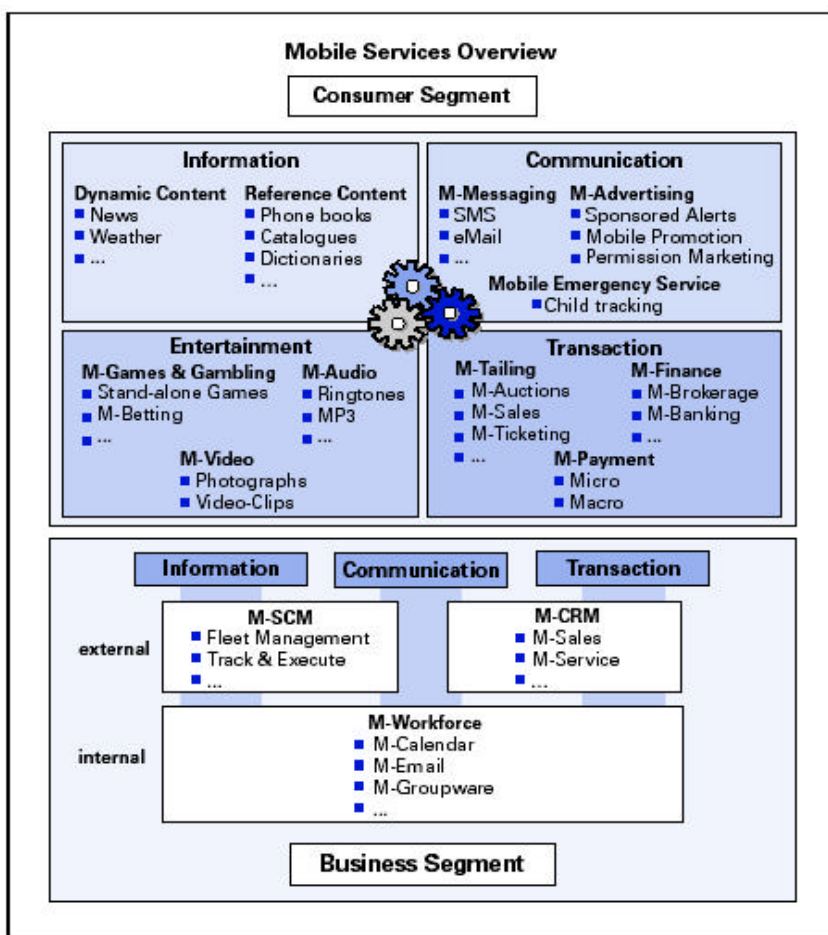 Mobile Services Overview
Consumer Segment
Information
Dynamic Content
News
Weather
...
Reference Content
Phone books
Catalogues
Dictionaries
...
Communication
M-Messaging
SMS
eMail
...
M-Advertising
Sponsored Alerts
Mobile Promotion
Permission Marketing
Mobile Emergency Service
Child tracking
Entertainment
M-Games & Gambling
Stand-alone Games
M-Betting
...
M-Audio
Ringtones
MP3
...
M-Video
Photographs
Video-Clips
Transaction
M-Tailing
M-Auctions
M-Sales
M-Ticketing
...
M-Finance
M-Brokerage
M-Banking
...
M-Payment
Micro
Macro
Information
Communication
Transaction
external
M-SCM
Fleet Management
Track & Execute
...
M-CRM
M-Sales
M-Service
...
internal
M-Workforce
M-Calendar
M-Email
M-Groupware
...
Business Segment